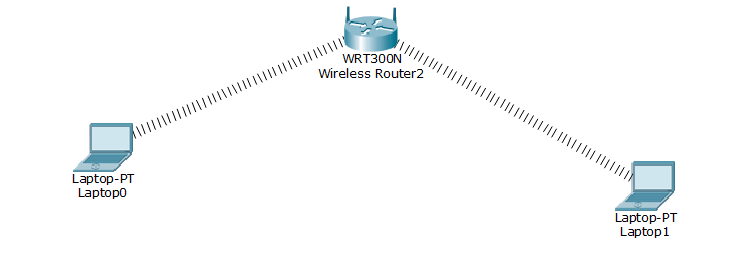 WRT300N
Wireless Router2
Laptop-PT
Laptop0
Laptop-PT
Laptop1